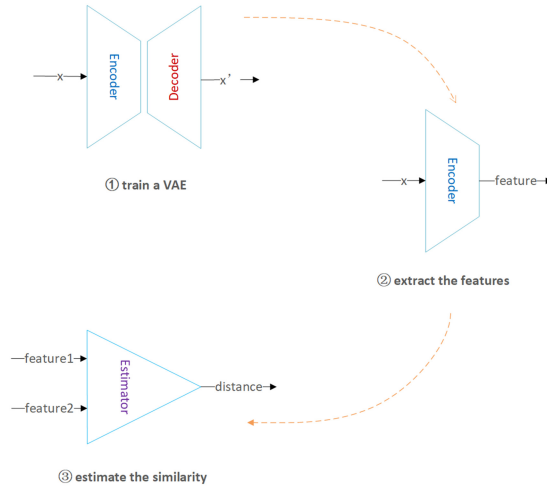 x
Encoder
Decoder
x'
① train a VAE
x
Encoder
feature
② extract the features
feature1
feature2
Estimator
distance
③ estimate the similarity